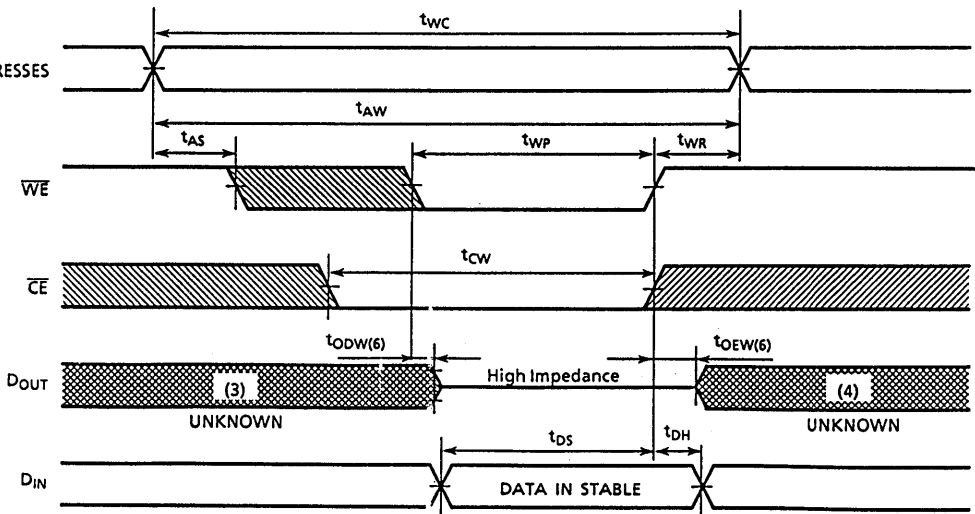 tWC
RESSES
tAW
tAS
tWP
tWR
WE
tCW
CE
tODW(6)
tOEW(6)
DOUT
(3)
High Impedance
(4)
UNKNOWN
UNKNOWN
tDS
tDH
DIN
DATA IN STABLE